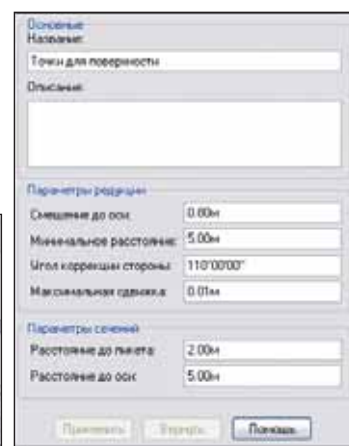 Основные
Название:
Точки для поверхности
Описание:
Параметры редукции
Смещение до оси: 0.80м
Минимальное расстояние: 5.00м
Угол коррекции стороны: 110°00'00"
Максимальная сдвижка: 0.01м
Параметры сечений
Расстояние до пикета: 2.00м
Расстояние до оси: 5.00м
Применить Вернуть Помощь